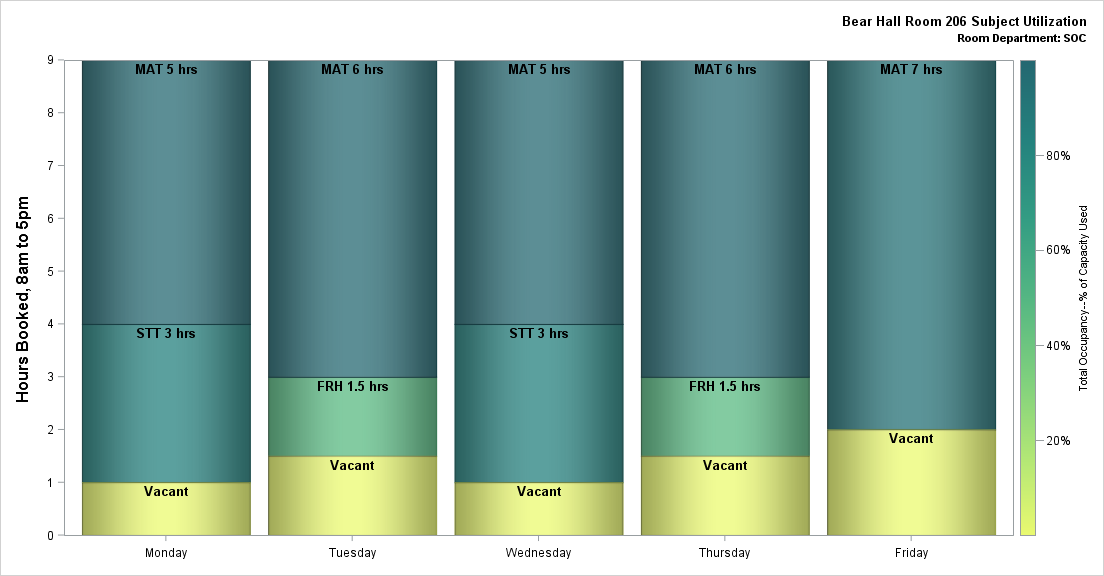 Bear Hall Room 206 Subject Utilization
Room Department: SOC
Hours Booked, 8am to 5pm
9
8
7
6
5
4
3
2
1
0
MAT 5 hrs
STT 3 hrs
Vacant
MAT 6 hrs
FRH 1.5 hrs
Vacant
MAT 5 hrs
STT 3 hrs
Vacant
MAT 6 hrs
FRH 1.5 hrs
Vacant
MAT 7 hrs
Vacant
Monday
Tuesday
Wednesday
Thursday
Friday
80%
60%
40%
20%
Total Occupancy--% of Capacity Used